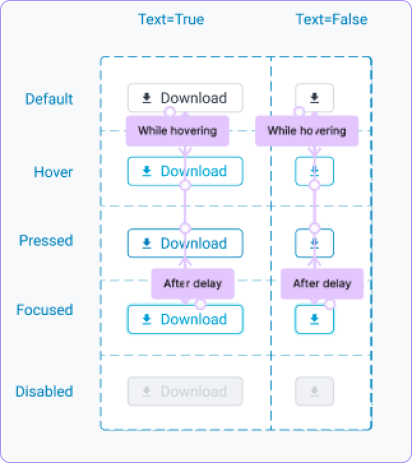 Text=True Text=False
Default Download
While hovering While hovering
Hover Download
Pressed Download
After delay After delay
Focused Download
Disabled Download